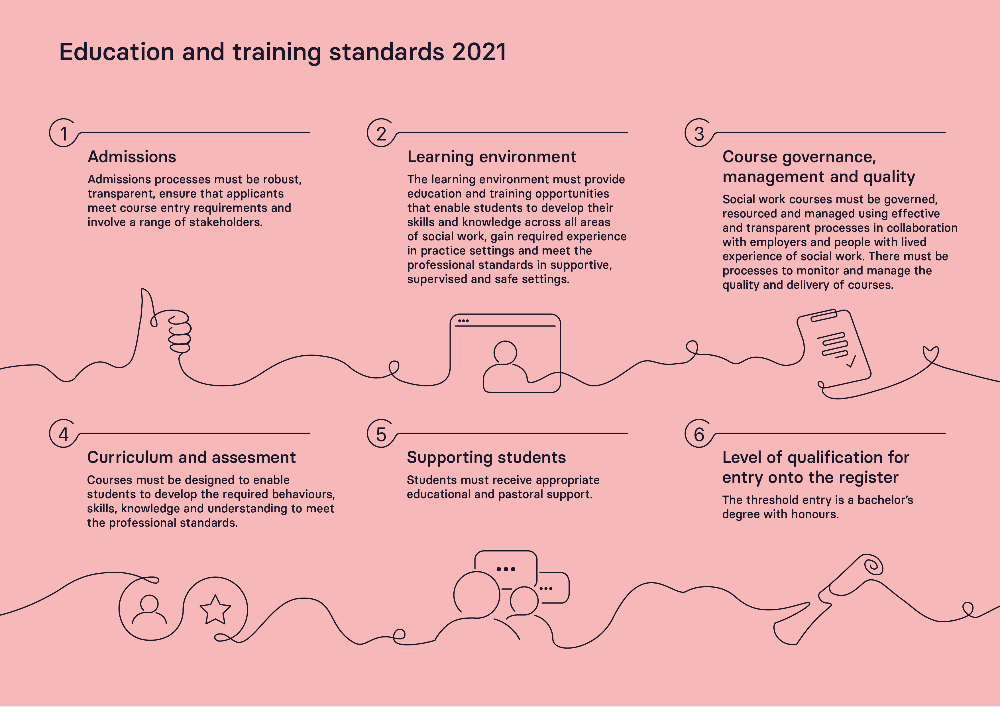 Education and training standards 2021
1
Admissions
Admissions processes must be robust,
transparent, ensure that applicants
meet course entry requirements and
involve a range of stakeholders.
2
Learning environment
The learning environment must provide
education and training opportunities
that enable students to develop their
skills and knowledge across all areas
of social work, gain required experience
in practice settings and meet the
professional standards in supportive,
supervised and safe settings.
3
Course governance,
management and quality
Social work courses must be governed,
resourced and managed using effective
and transparent processes in collaboration
with employers and people with lived
experience of social work. There must be
processes to monitor and manage the
quality and delivery of courses.
4
Curriculum and assesment
Courses must be designed to enable
students to develop the required behaviours,
skills, knowledge and understanding to meet
the professional standards.
5
Supporting students
Students must receive appropriate
educational and pastoral support.
6
Level of qualification for
entry onto the register
The threshold entry is a bachelor’s
degree with honours.